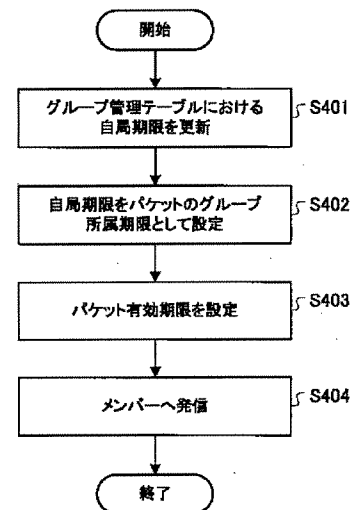 開始
グループ管理テーブルにおける
自局期限を更新
S401
自局期限をパケットのグループ
所属期限として設定
S402
パケット有効期限を設定
S403
メンバーへ発信
S404
終了